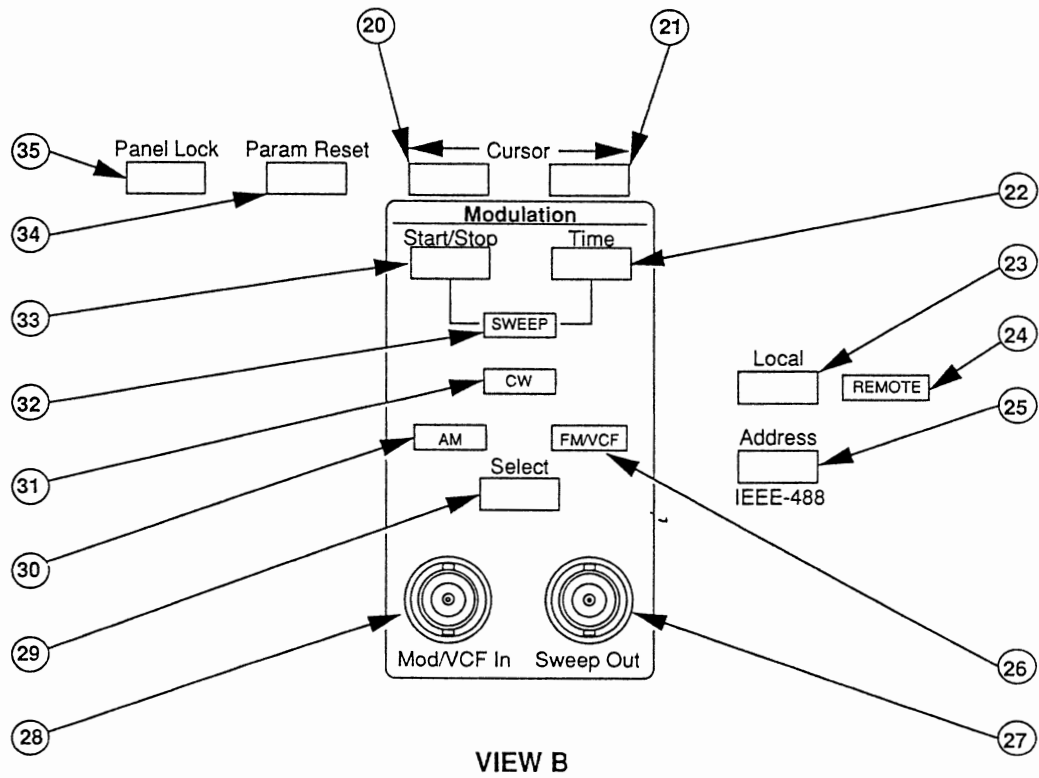 20 21
35 Panel Lock Param Reset Cursor
34 Modulation 22
Start/Stop Time
33 23
SWEEP
32 CW Local 24
REMOTE
31 AM FM/VCF Address 25
Select
IEEE-488
30
29
Mod/VCF In Sweep Out 26
28 27
VIEW B